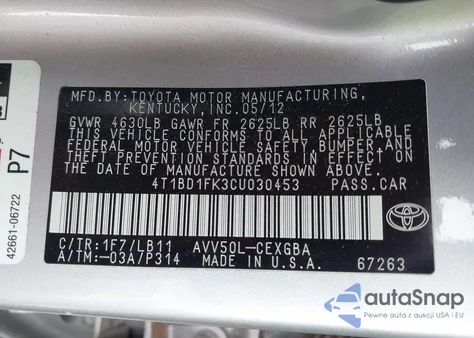 MFD.BY:TOYOTA MOTOR MANUFACTURING,
KENTUCKY, INC. 05/12
GVWR 4630LB GAWR FR 2625LB RR 2625LB
THIS VEHICLE CONFORMS TO ALL APPLICABLE
FEDERAL MOTOR VEHICLE SAFETY, BUMPER, AND
THEFT PREVENTION STANDARDS IN EFFECT ON THE
DATE OF MANUFACTURE SHOWN ABOVE.
4T1BD1FK3CU030453 PASS.CAR
C/TR:1F7/LB11 AVV50L-CEXGBA
A/TM:-03A/P314 MADE IN U.S.A. 67263
TOYOTA
42661-06722
P7
autoSnap
Pewne auta z aukcji w USA i Kanadzie